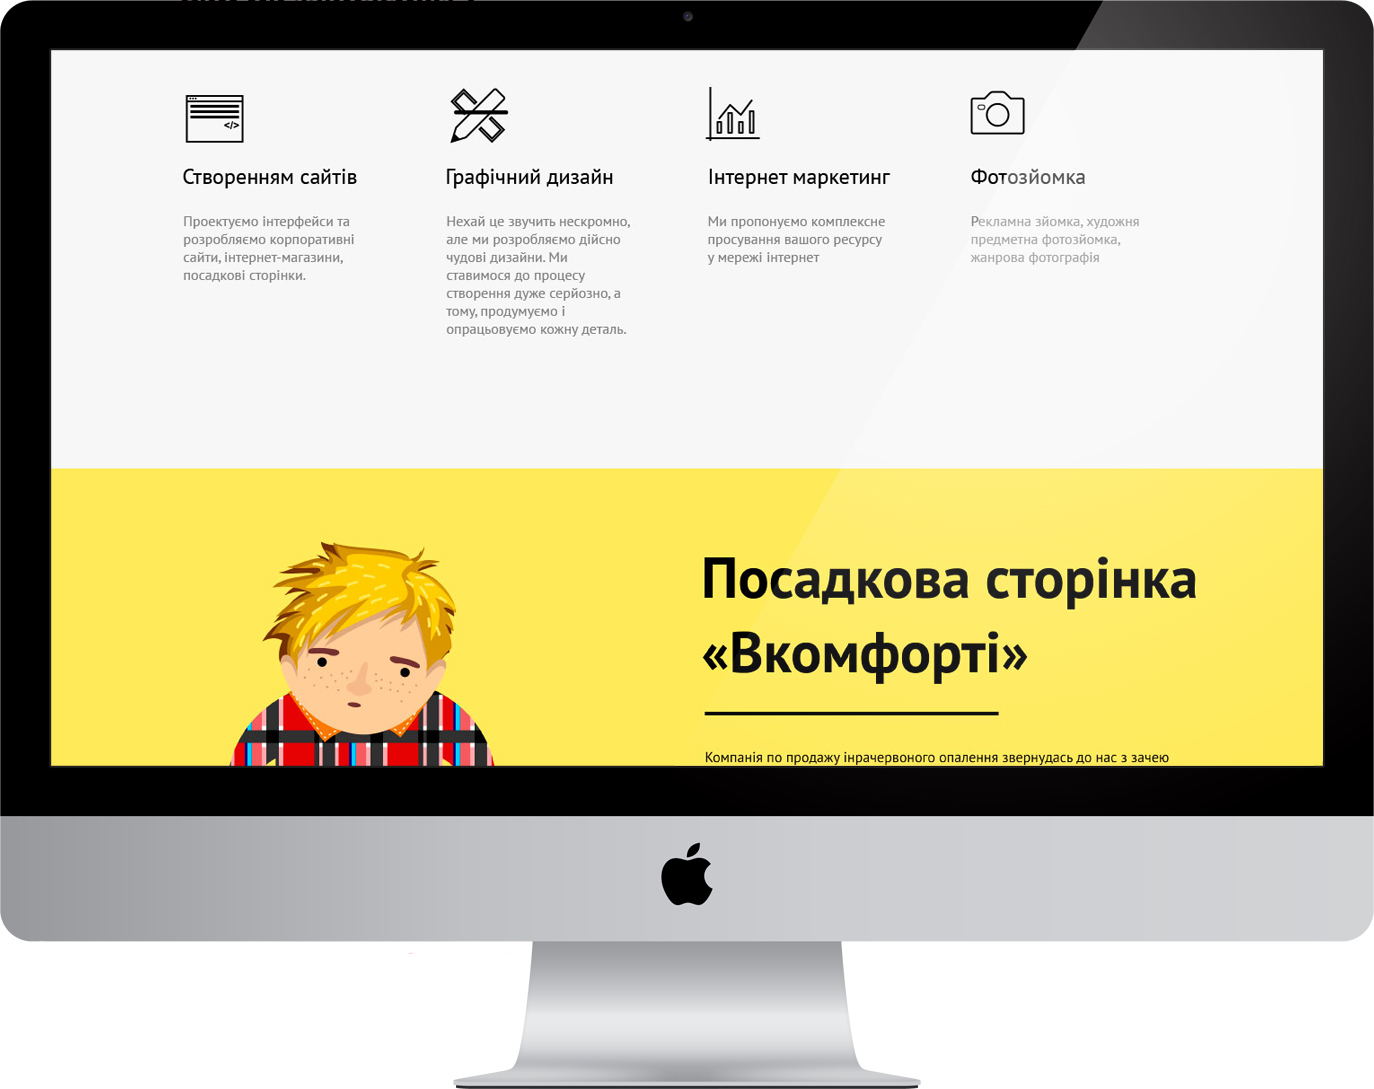 Створенням сайтів
Проектуємо інтерфейси та
розробляємо корпоративні
сайти, інтернет-магазини,
посадкові сторінки.
Графічний дизайн
Нехай це звучить нескромно,
але ми розробляємо дійсно
чудові дизайни. Ми
ставимося до процесу
створення дуже серйозно, а
тому, продумуємо і
опрацьовуємо кожну деталь.
Інтернет маркетинг
Ми пропонуємо комплексне
просування вашого ресурсу
у мережі інтернет
Фотозйомка
Рекламна зйомка, художня
предметна фотозйомка,
жанрова фотографія
Посадкова сторінка
«Вкомфорті»
Компанія по продажу інрачервоного опалення звернудась до нас з зачею